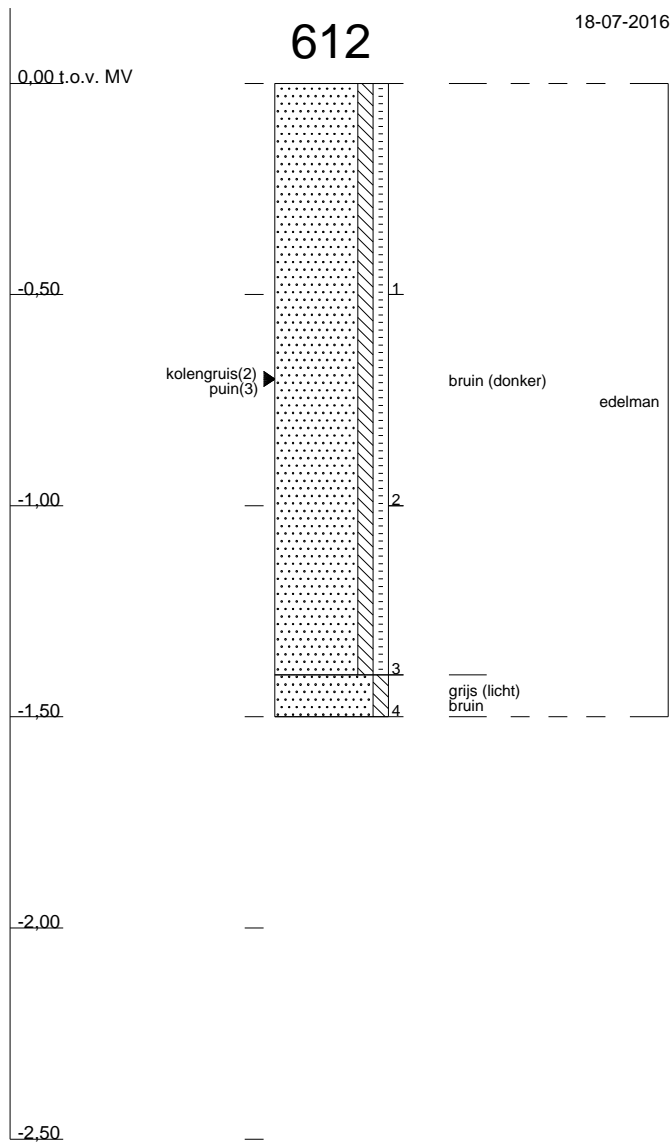 612
18-07-2016
0,00 t.o.v. MV
-0,50
1
kolengruis(2)
puin(3)
bruin (donker)
edelman
-1,00
2
3
grijs (licht)
bruin
-1,50
4
-2,00
-2,50